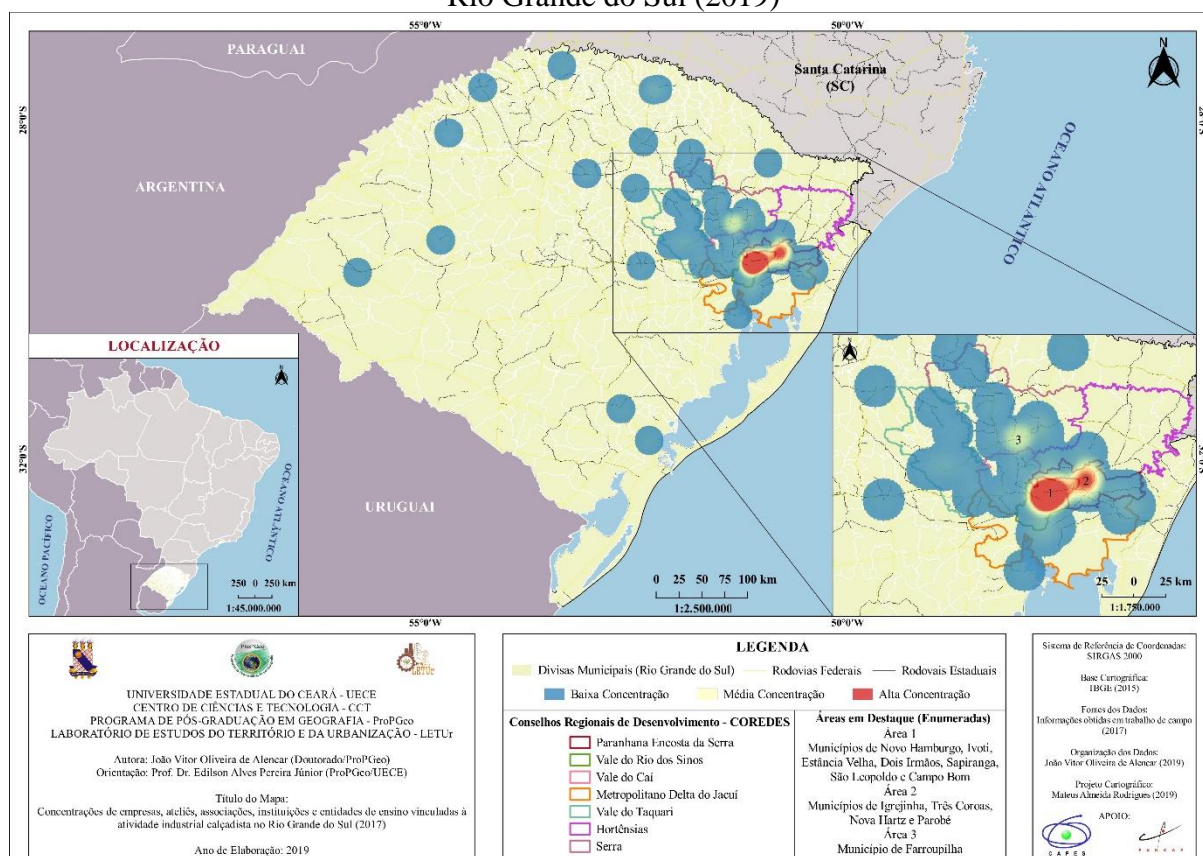 Rio Grande do Sul (2019)
55°0'W
50°0'W
PARAGUAI
Santa Catarina
(SC)
N
28°0'S
ARGENTINA
OCEANO ATLÂNTICO
LOCALIZAÇÃO
32°0'S
URUGUAI
OCEANO PACÍFICO
OCEANO ATLÂNTICO
250 0 250 km
1:45.000.000
0 25 50 75 100 km
1:2.500.000
3
2
1
25 0 25 km
1:1.750.000
55°0'W
50°0'W
UNIVERSIDADE ESTADUAL DO CEARÁ - UECE
CENTRO DE CIÊNCIAS E TECNOLOGIA - CCT
PROGRAMA DE PÓS-GRADUAÇÃO EM GEOGRAFIA - ProPGeo
LABORATÓRIO DE ESTUDOS DO TERRITÓRIO E DA URBANIZAÇÃO - LETUr
Autora: João Vitor Oliveira de Alencar (Doutorado/ProPGeo)
Orientação: Prof. Dr. Edilson Alves Pereira Júnior (ProPGeo/UECE)
Título do Mapa:
Concentrações de empresas, ateliês, associações, instituições e entidades de ensino vinculadas à
atividade industrial calçadista no Rio Grande do Sul (2017)
Ano de Elaboração: 2019
LEGENDA
Divisas Municipais (Rio Grande do Sul) Rodovias Federais Rodovais Estaduais
Baixa Concentração Média Concentração Alta Concentração
Conselhos Regionais de Desenvolvimento - COREDES
Paranhana Encosta da Serra
Vale do Rio dos Sinos
Vale do Caí
Metropolitano Delta do Jacuí
Vale do Taquari
Hortênsias
Serra
Áreas em Destaque (Enumeradas)
Área 1
Municípios de Novo Hamburgo, Ivoti,
Estância Velha, Dois Irmãos, Sapiranga,
São Leopoldo e Campo Bom
Área 2
Municípios de Igrejinha, Três Coroas,
Nova Hartz e Parobé
Área 3
Município de Farroupilha
Sistema de Referência de Coordenadas:
SIRGAS 2000
Base Cartográfica:
IBGE (2015)
Fontes dos Dados:
Informações obtidas em trabalho de campo
(2017)
Organização dos Dados:
João Vitor Oliveira de Alencar (2019)
Projeto Cartográfico:
Mateus Almeida Rodrigues (2019)
APOIO:
CAPES